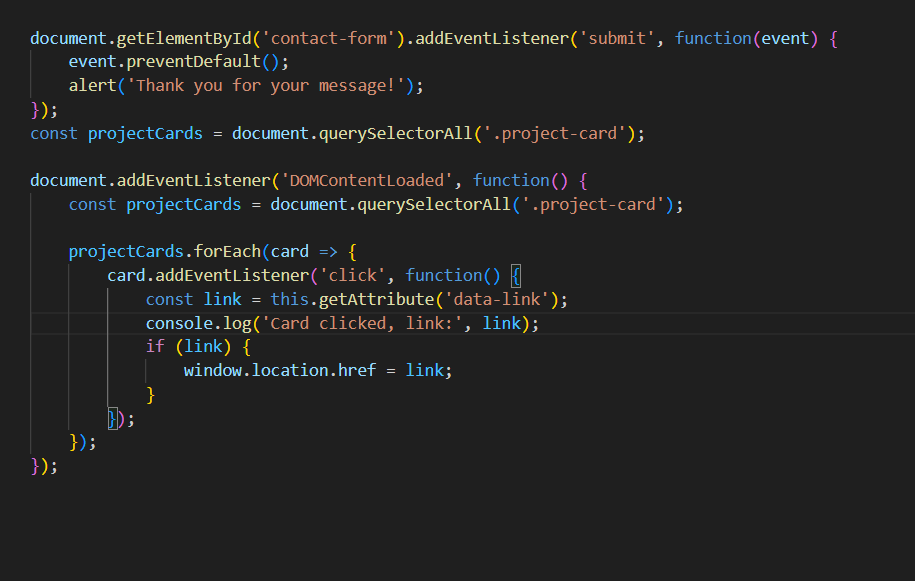 document.getElementById('contact-form').addEventListener('submit', function(event) {
    event.preventDefault();
    alert('Thank you for your message!');
});
const projectCards = document.querySelectorAll('.project-card');

document.addEventListener('DOMContentLoaded', function() {
    const projectCards = document.querySelectorAll('.project-card');

    projectCards.forEach(card => {
        card.addEventListener('click', function() {
            const link = this.getAttribute('data-link');
            console.log('Card clicked, link:', link);
            if (link) {
                window.location.href = link;
            }
        });
    });
});